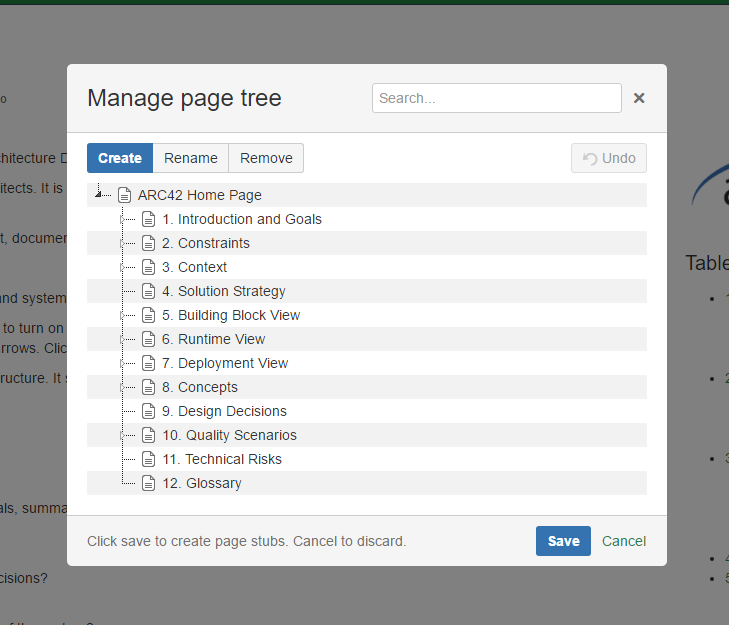 Manage page tree
Search...
×
Create Rename Remove Undo
ARC42 Home Page
1. Introduction and Goals
2. Constraints
3. Context
4. Solution Strategy
5. Building Block View
6. Runtime View
7. Deployment View
8. Concepts
9. Design Decisions
10. Quality Scenarios
11. Technical Risks
12. Glossary
Click save to create page stubs. Cancel to discard.
Save Cancel
tects. It is
t, documen
nd system
to turn on
rrows. Clic
ructure. It
als, summa
cisions?
Table